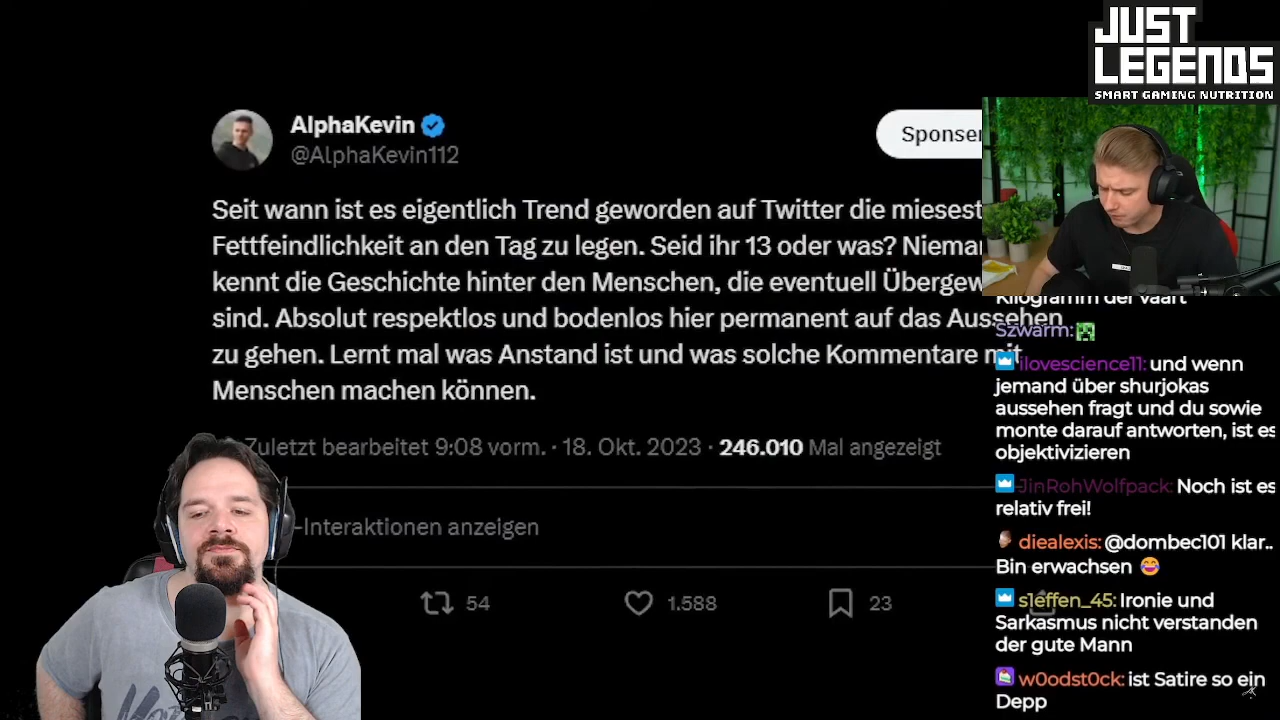 JUST
LEGENDS
SMART GAMING NUTRITION
AlphaKevin
@AlphaKevin112
Sponser
Seit wann ist es eigentlich Trend geworden auf Twitter die miesest
Fettfeindlichkeit an den Tag zu legen. Seid ihr 13 oder was? Nieman
kennt die Geschichte hinter den Menschen, die eventuell Übergew
sind. Absolut respektlos und bodenlos hier permanent auf das Aussehen
zu gehen. Lernt mal was Anstand ist und was solche Kommentare mit
Menschen machen können.
Zuletzt bearbeitet 9:08 vorm. · 18. Okt. 2023 · 246.010 Mal angezeigt
-Interaktionen anzeigen
54 1.588 23
Kilogramm der vaart
Szwarm:
ilovescience11: und wenn
jemand über shurjokas
aussehen fragt und du sowie
monte darauf antworten, ist es
objektivizieren
JinRohWolfpack: Noch ist es
relativ frei!
diealexis: @dombec101 klar..
Bin erwachsen 😂
s1effen_45: Ironie und
Sarkasmus nicht verstanden
der gute Mann
w0odst0ck: ist Satire so ein
Depp